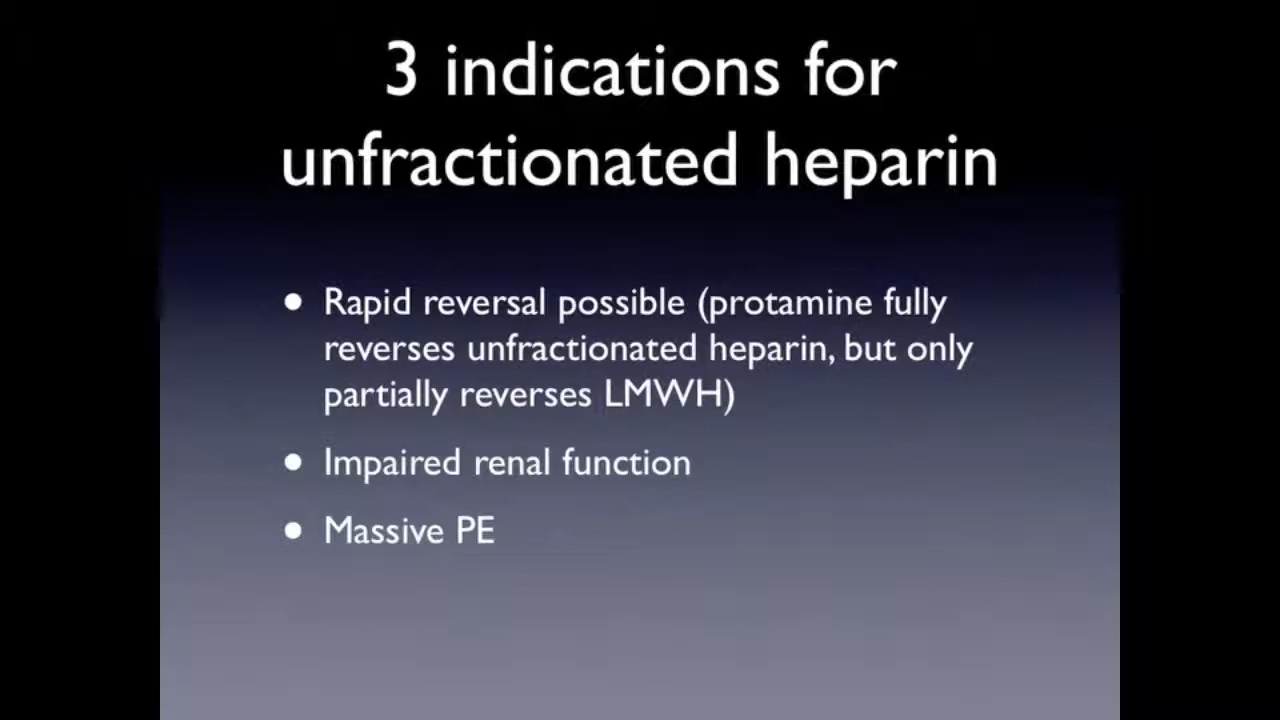 3 indications for
unfractionated heparin
• Rapid reversal possible (protamine fully
reverses unfractionated heparin, but only
partially reverses LMWH)
• Impaired renal function
• Massive PE